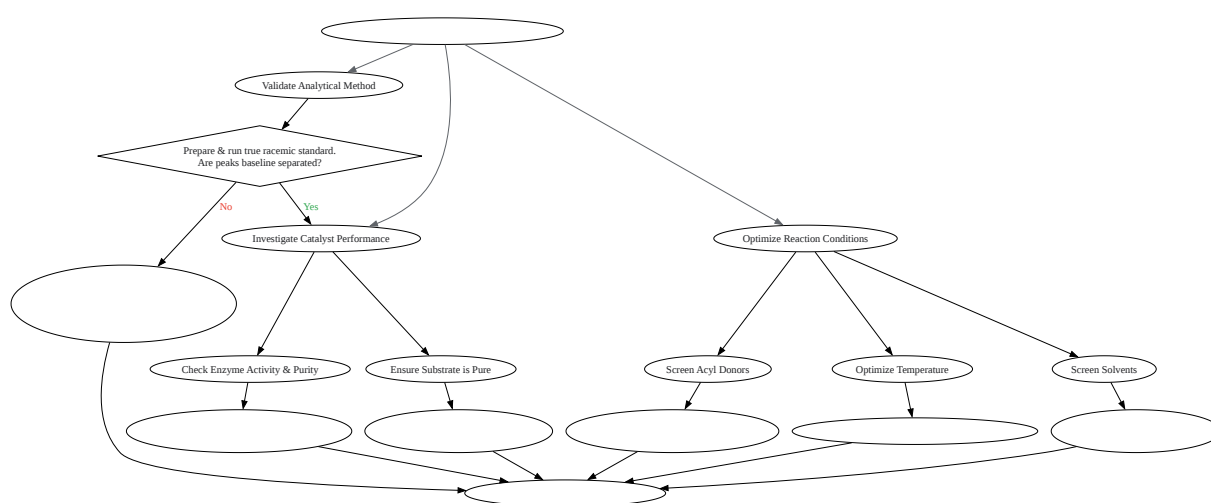 Validate Analytical Method
Prepare & run true racemic standard.
Are peaks baseline separated?
No
Yes
Investigate Catalyst Performance
Optimize Reaction Conditions
Check Enzyme Activity & Purity
Ensure Substrate is Pure
Screen Acyl Donors
Optimize Temperature
Screen Solvents